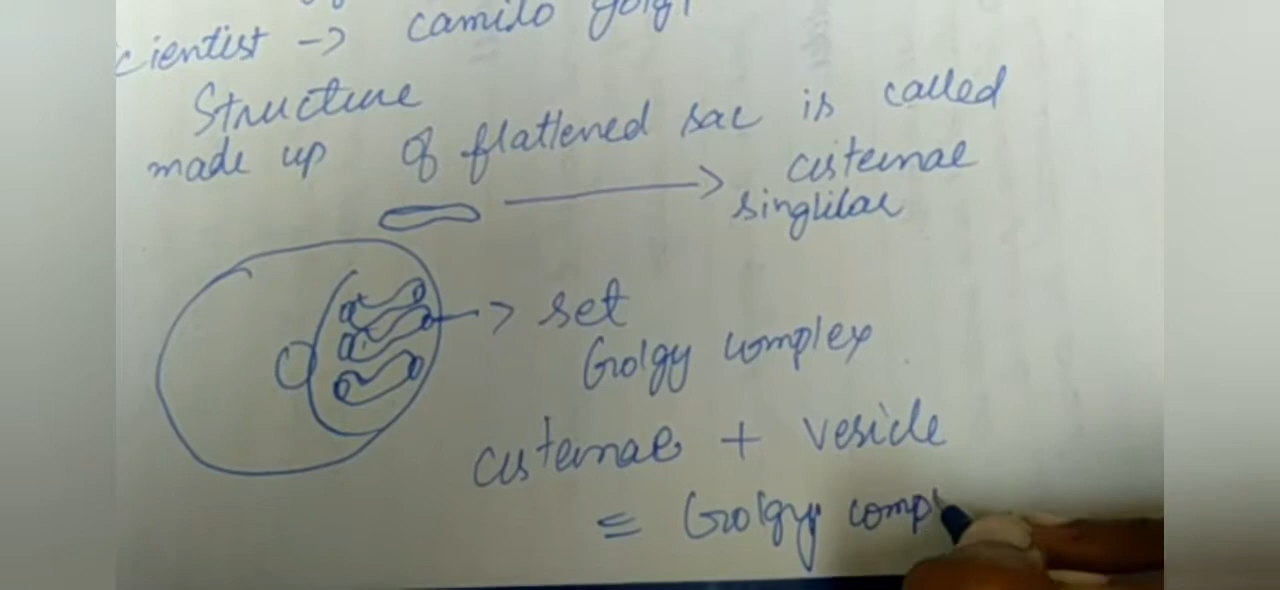 cientist -> camilo golgi
Structure
made up of flattened sac is called
cisternae
singlular
-> set
Golgy complex
cisternae + vesicle
= Golgyi comp